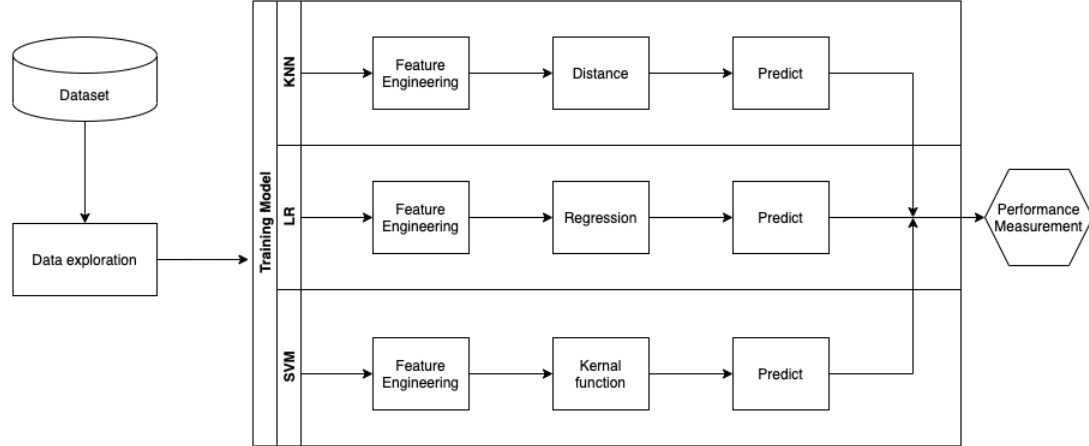 Dataset
Data exploration
Training Model
KNN
Feature
Engineering
Distance
Predict
LR
Feature
Engineering
Regression
Predict
SVM
Feature
Engineering
Kernal
function
Predict
Performance
Measurement